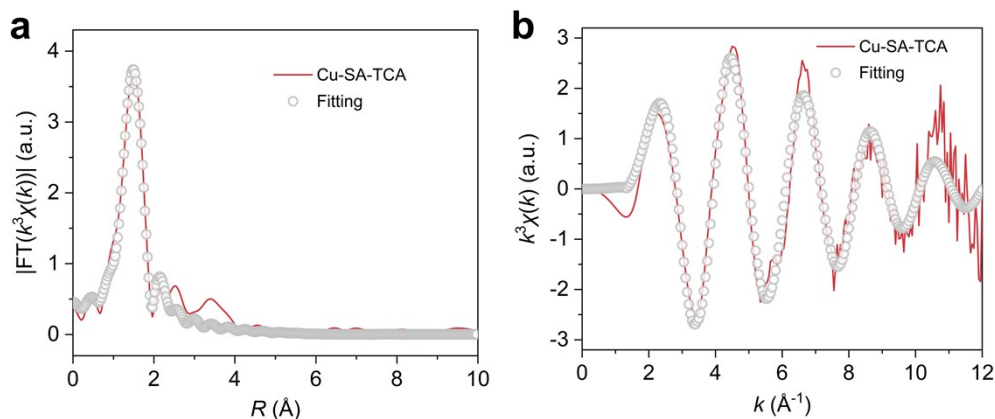 a
|FT(k³χ(k))| (a.u.)
4
3
2
1
0
Cu-SA-TCA
Fitting
0 2 4 6 8 10
R (Å)
b
k³χ(k) (a.u.)
3
2
1
0
-1
-2
-3
Cu-SA-TCA
Fitting
0 2 4 6 8 10 12
k (Å⁻¹)